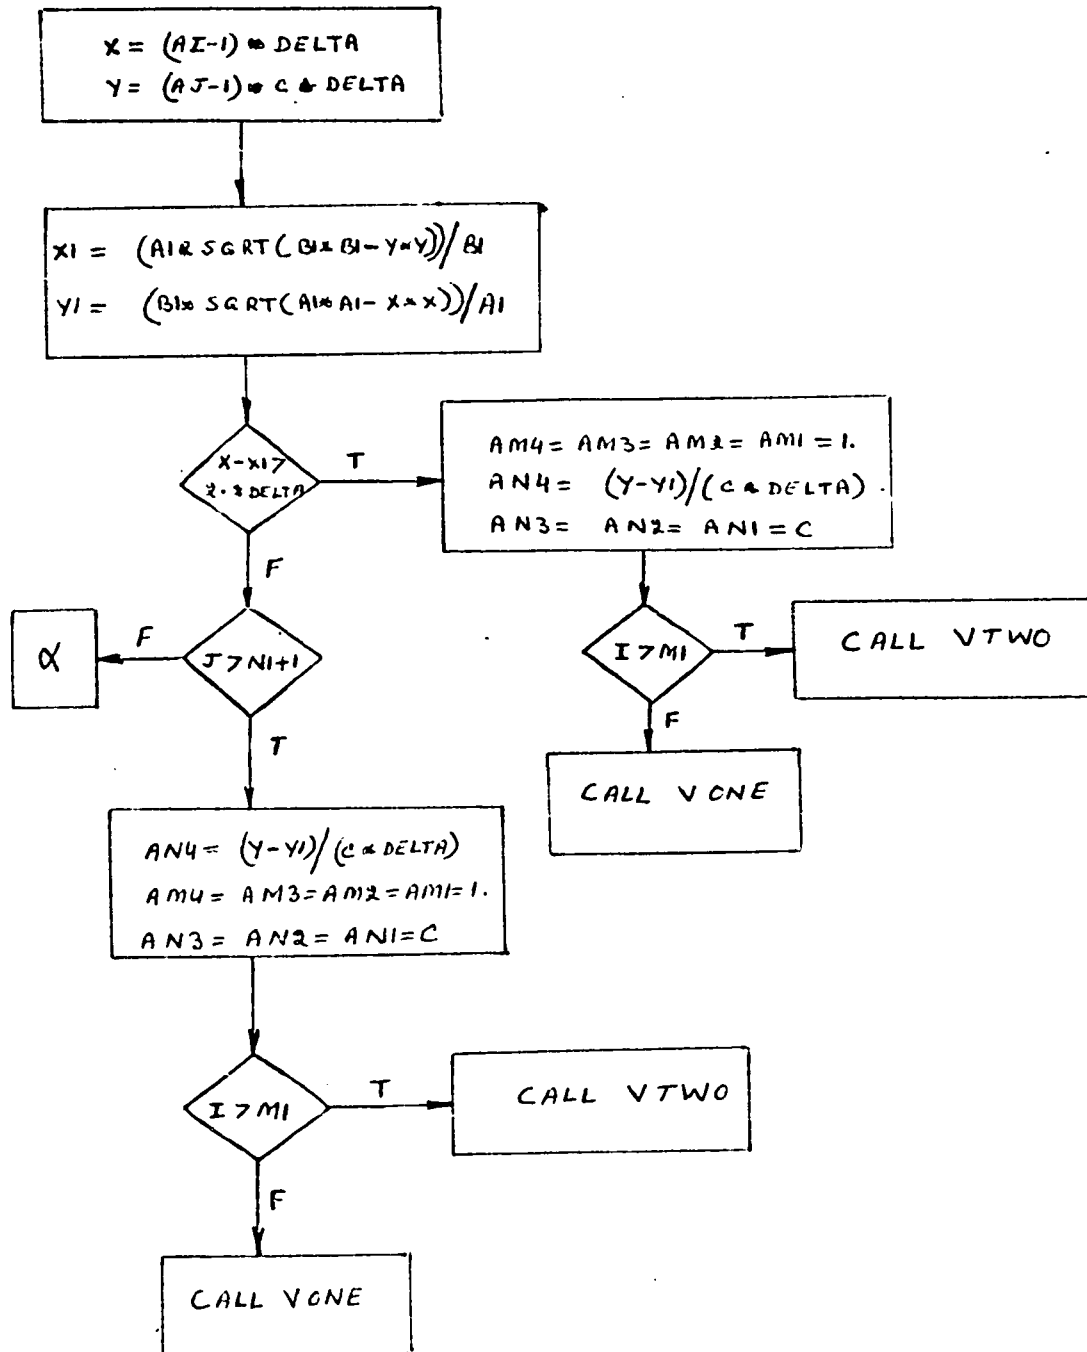 X = (AI-1) * DELTA
Y = (AJ-1) * C * DELTA
X1 = (A1* SQRT(B1* B1-Y*Y))/B1
Y1 = (B1* SQRT(A1*A1-X*X))/A1
X-X1>
2.*DELTA
T
AM4= AM3= AM2= AM1=1.
AN4= (Y-Y1)/(C*DELTA).
AN3= AN2= AN1=C
F
I>M1
T
CALL VTWO
F
CALL VONE
J>N1+1
F
α
T
AN4= (Y-Y1)/(C*DELTA)
AM4= AM3=AM2=AM1=1.
AN3= AN2= AN1=C
I>M1
T
CALL VTWO
F
CALL VONE